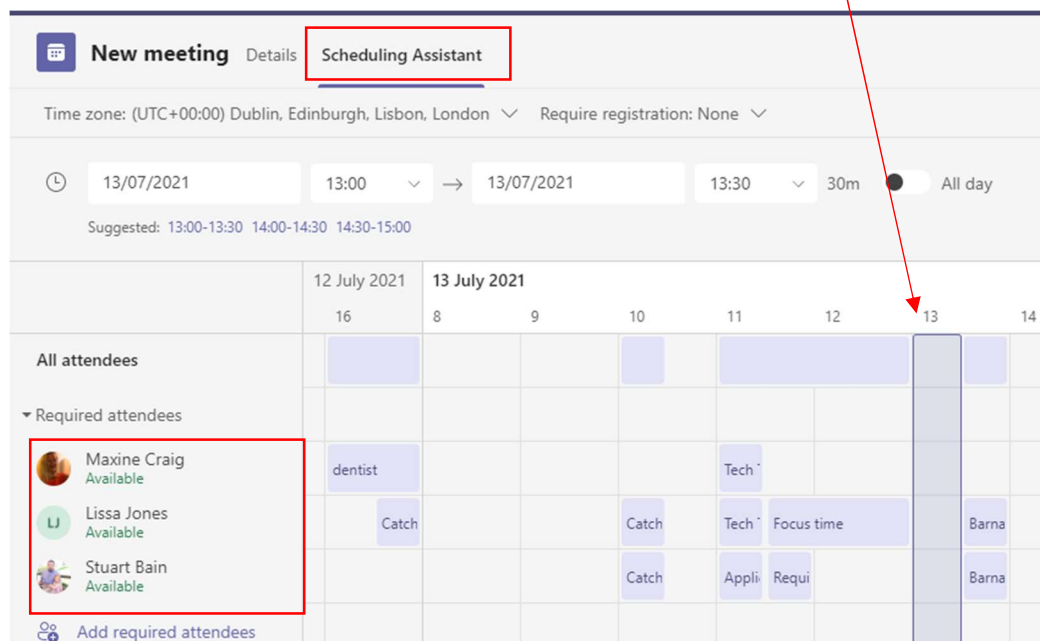 New meeting Details Scheduling Assistant
Time zone: (UTC+00:00) Dublin, Edinburgh, Lisbon, London Require registration: None
13/07/2021 13:00 → 13/07/2021 13:30 30m All day
Suggested: 13:00-13:30 14:00-14:30 14:30-15:00
12 July 2021 13 July 2021
16 8 9 10 11 12 13 14
All attendees
Required attendees
Maxine Craig
Available
dentist Tech
Lissa Jones
Available
LJ
Catch Catch Tech Focus time Barna
Stuart Bain
Available
Catch Appli Requi Barna
Add required attendees